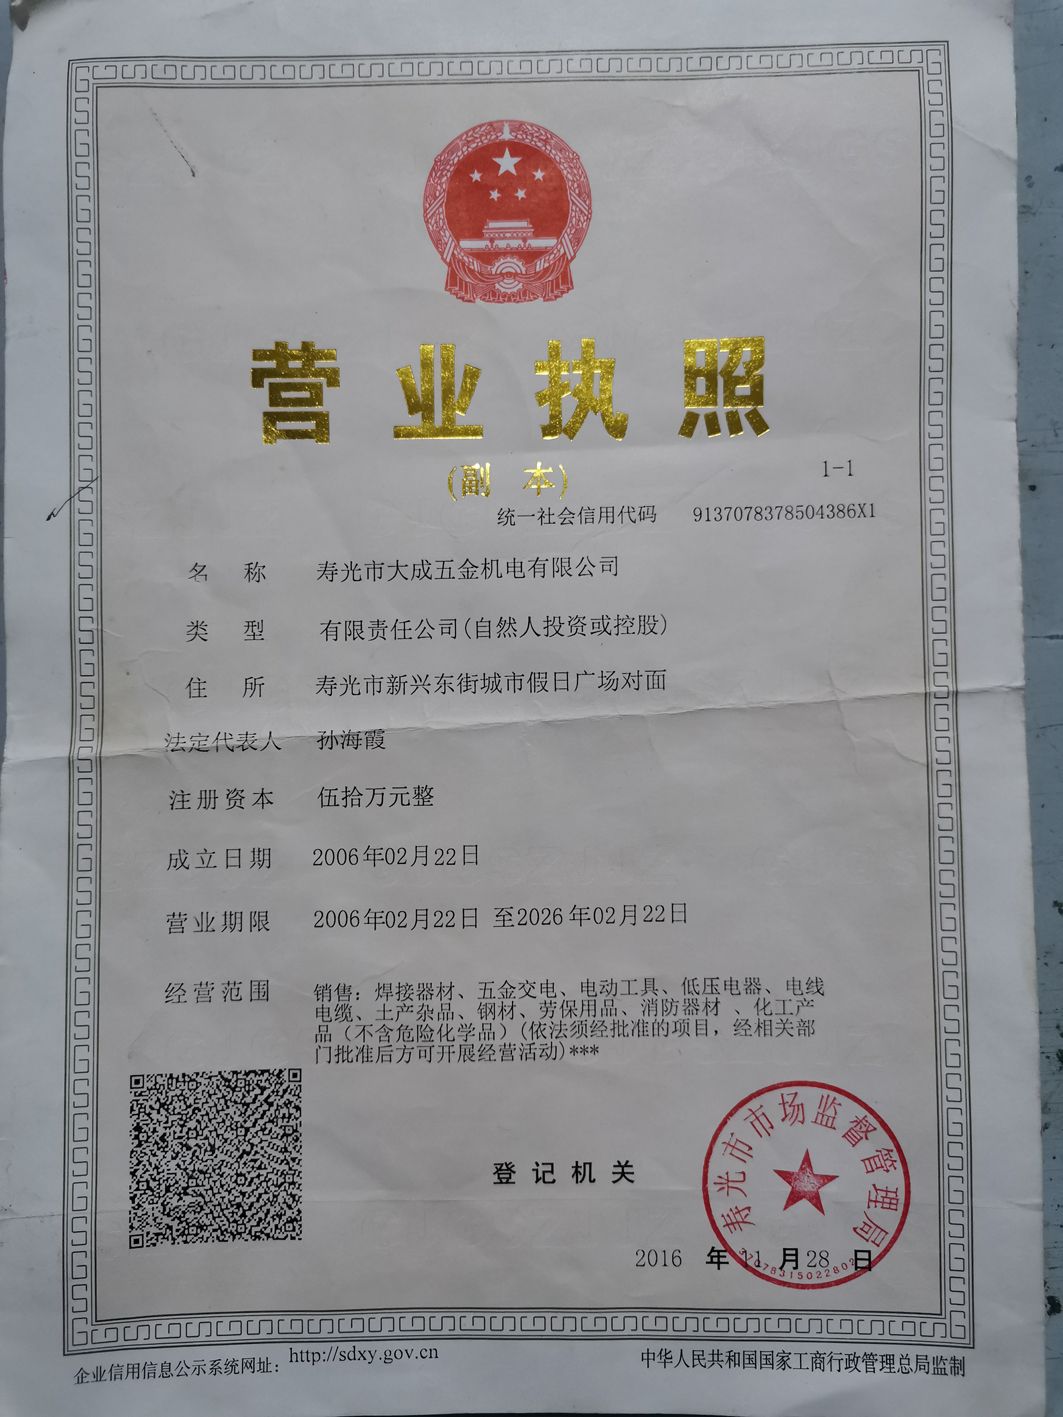 营业执照
(副本)
1-1
统一社会信用代码 9137078378504386X1
名称 寿光市大成五金机电有限公司
类型 有限责任公司(自然人投资或控股)
住所 寿光市新兴东街城市假日广场对面
法定代表人 孙海霞
注册资本 伍拾万元整
成立日期 2006年02月22日
营业期限 2006年02月22日 至2026年02月22日
经营范围 销售：焊接器材、五金交电、电动工具、低压电器、电线
电缆、土产杂品、钢材、劳保用品、消防器材 、化工产
品（不含危险化学品）(依法须经批准的项目，经相关部
门批准后方可开展经营活动)***
寿光市市场监督管理局
登记机关
2016 年 11 月 28 日
3707831502280
企业信用信息公示系统网址： http://sdxy.gov.cn
中华人民共和国国家工商行政管理总局监制